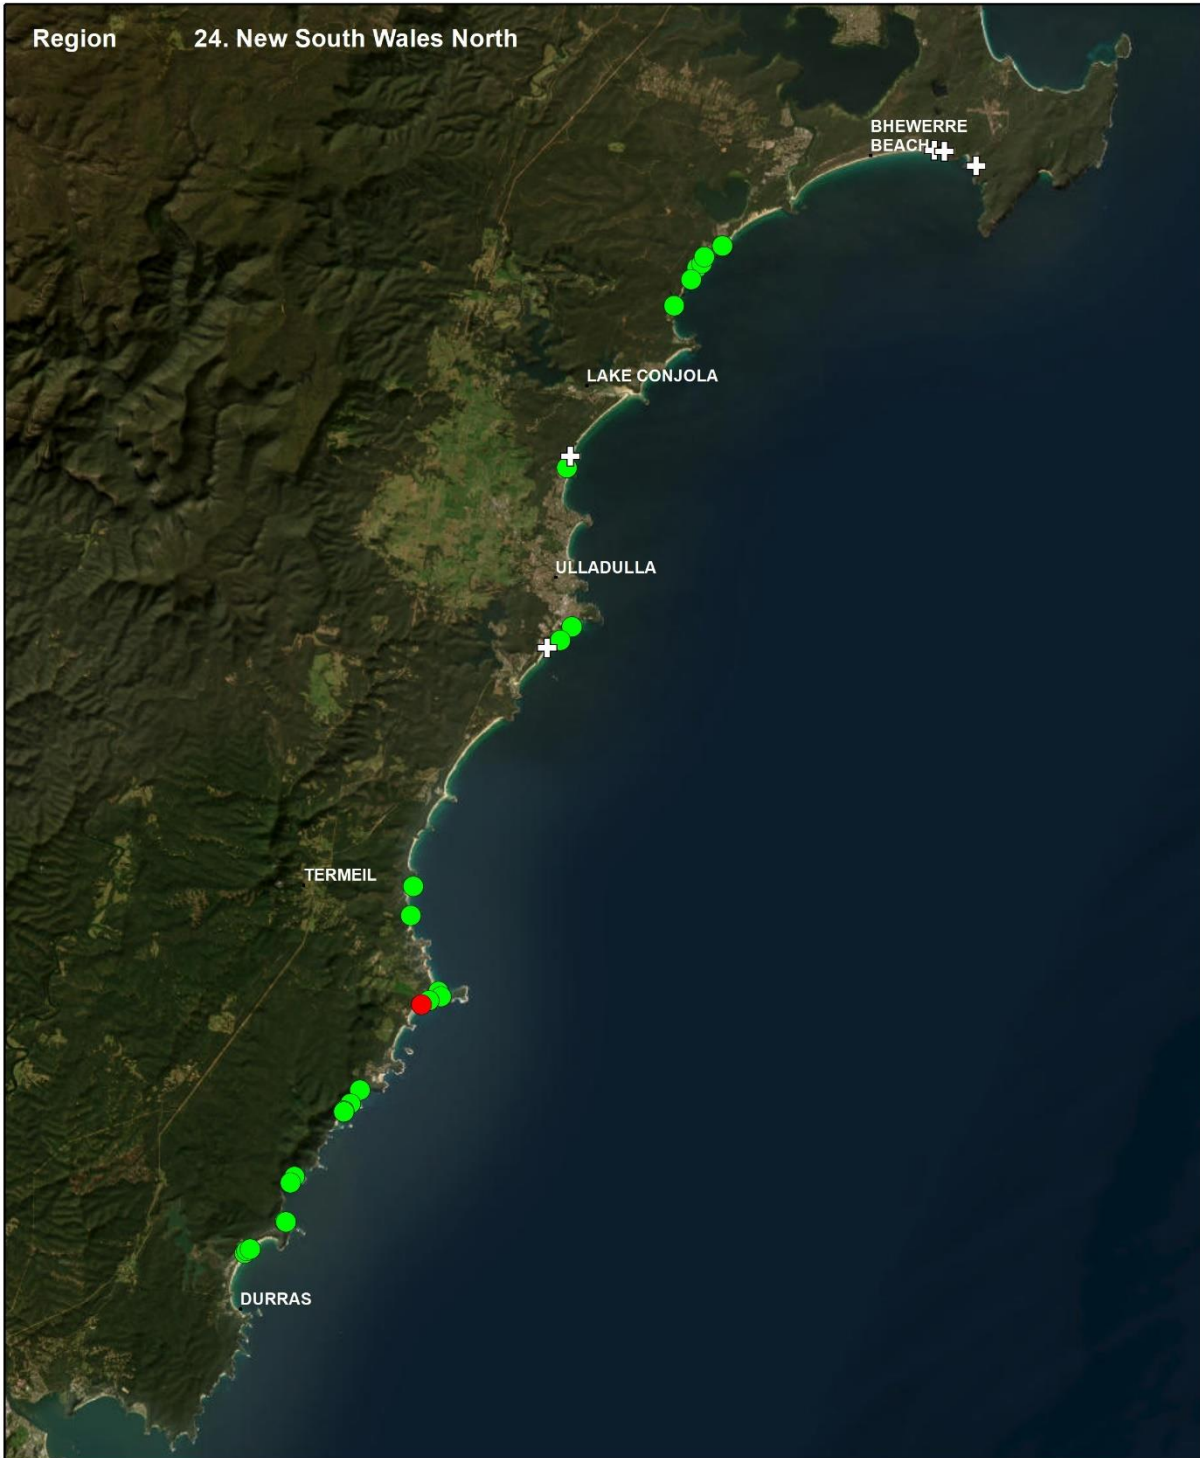 Region 24. New South Wales North
BHEWERRE
BEACH
LAKE CONJOLA
ULLADULLA
TERMEIL
DURRAS